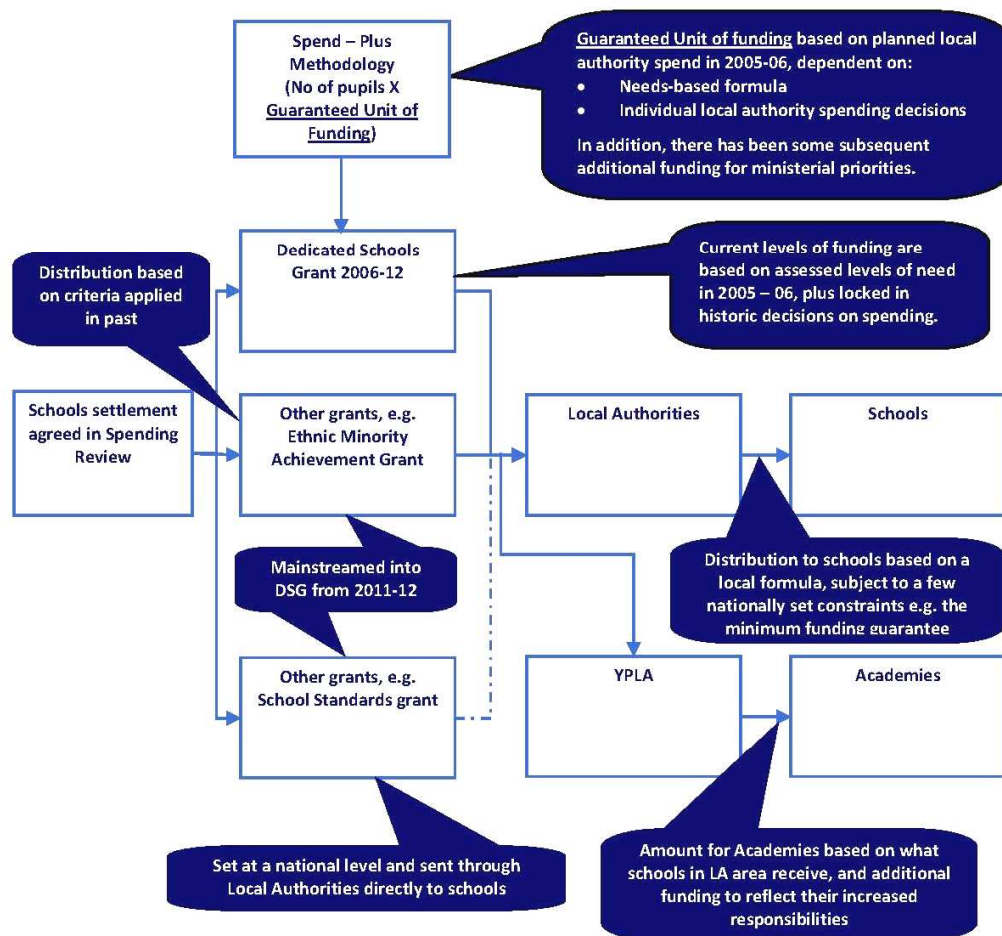 Spend – Plus
Methodology
(No of pupils X
Guaranteed Unit of
Funding)
Guaranteed Unit of funding based on planned local
authority spend in 2005-06, dependent on:
• Needs-based formula
• Individual local authority spending decisions
In addition, there has been some subsequent
additional funding for ministerial priorities.
Dedicated Schools
Grant 2006-12
Current levels of funding are
based on assessed levels of need
in 2005 – 06, plus locked in
historic decisions on spending.
Distribution based
on criteria applied
in past
Schools settlement
agreed in Spending
Review
Other grants, e.g.
Ethnic Minority
Achievement Grant
Local Authorities
Schools
Mainstreamed into
DSG from 2011-12
Distribution to schools based on a
local formula, subject to a few
nationally set constraints e.g. the
minimum funding guarantee
Other grants, e.g.
School Standards grant
YPLA
Academies
Set at a national level and sent through
Local Authorities directly to schools
Amount for Academies based on what
schools in LA area receive, and additional
funding to reflect their increased
responsibilities